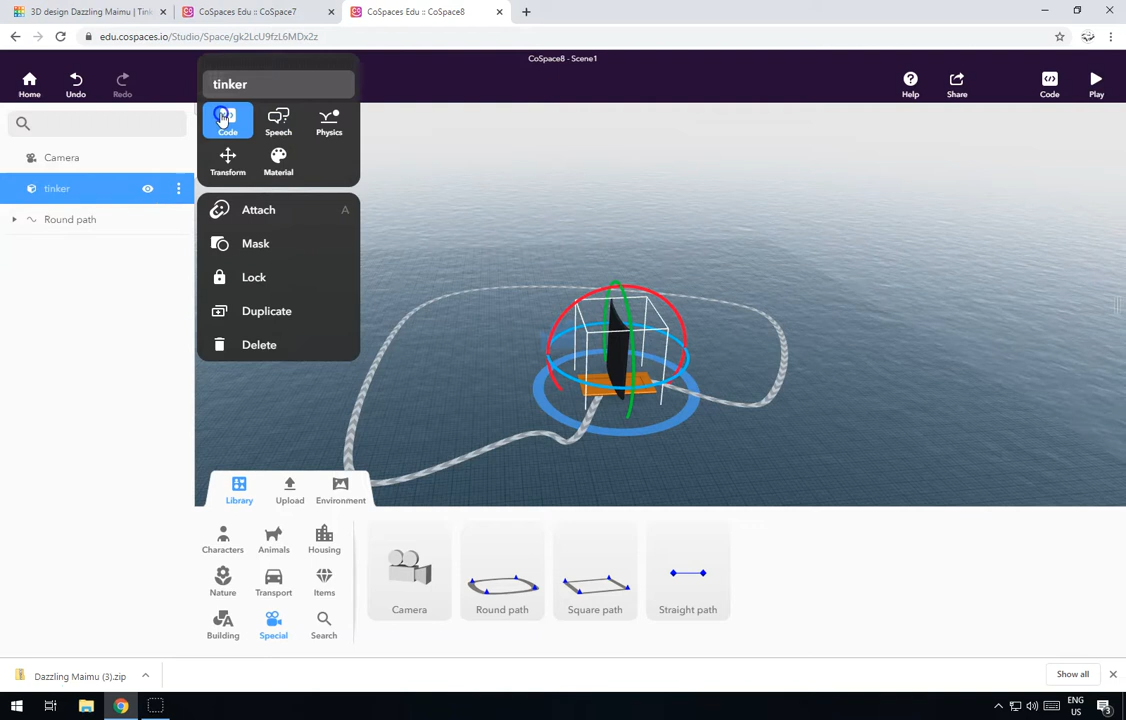 3D design Dazzling Maimu | Tink
CoSpaces Edu :: CoSpace7
CoSpaces Edu :: CoSpace8
edu.cospaces.io/Studio/Space/gk2LcU9fzL6MDx2z
CoSpace8 - Scene1
Home
Undo
Redo
Help
Share
Code
Play
Camera
tinker
Round path
tinker
Code
Speech
Physics
Transform
Material
Attach A
Mask
Lock
Duplicate
Delete
Library
Upload
Environment
Characters
Animals
Housing
Nature
Transport
Items
Building
Special
Search
Camera
Round path
Square path
Straight path
Dazzling Maimu (3).zip
Show all
ENG
US
3